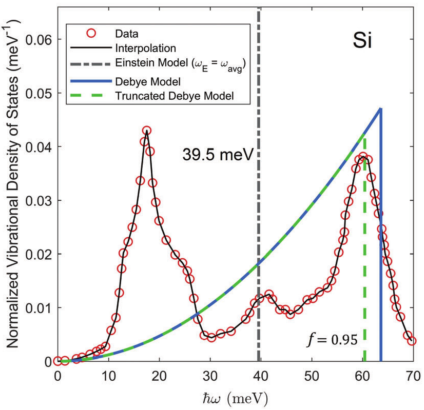 Normalized Vibrational Density of States (meV⁻¹)
0.06
0.05
0.04
0.03
0.02
0.01
0
Data
Interpolation
Einstein Model (ω_E = ω_avg)
Debye Model
Truncated Debye Model
Si
39.5 meV
f = 0.95
0 10 20 30 40 50 60 70
ℏω (meV)